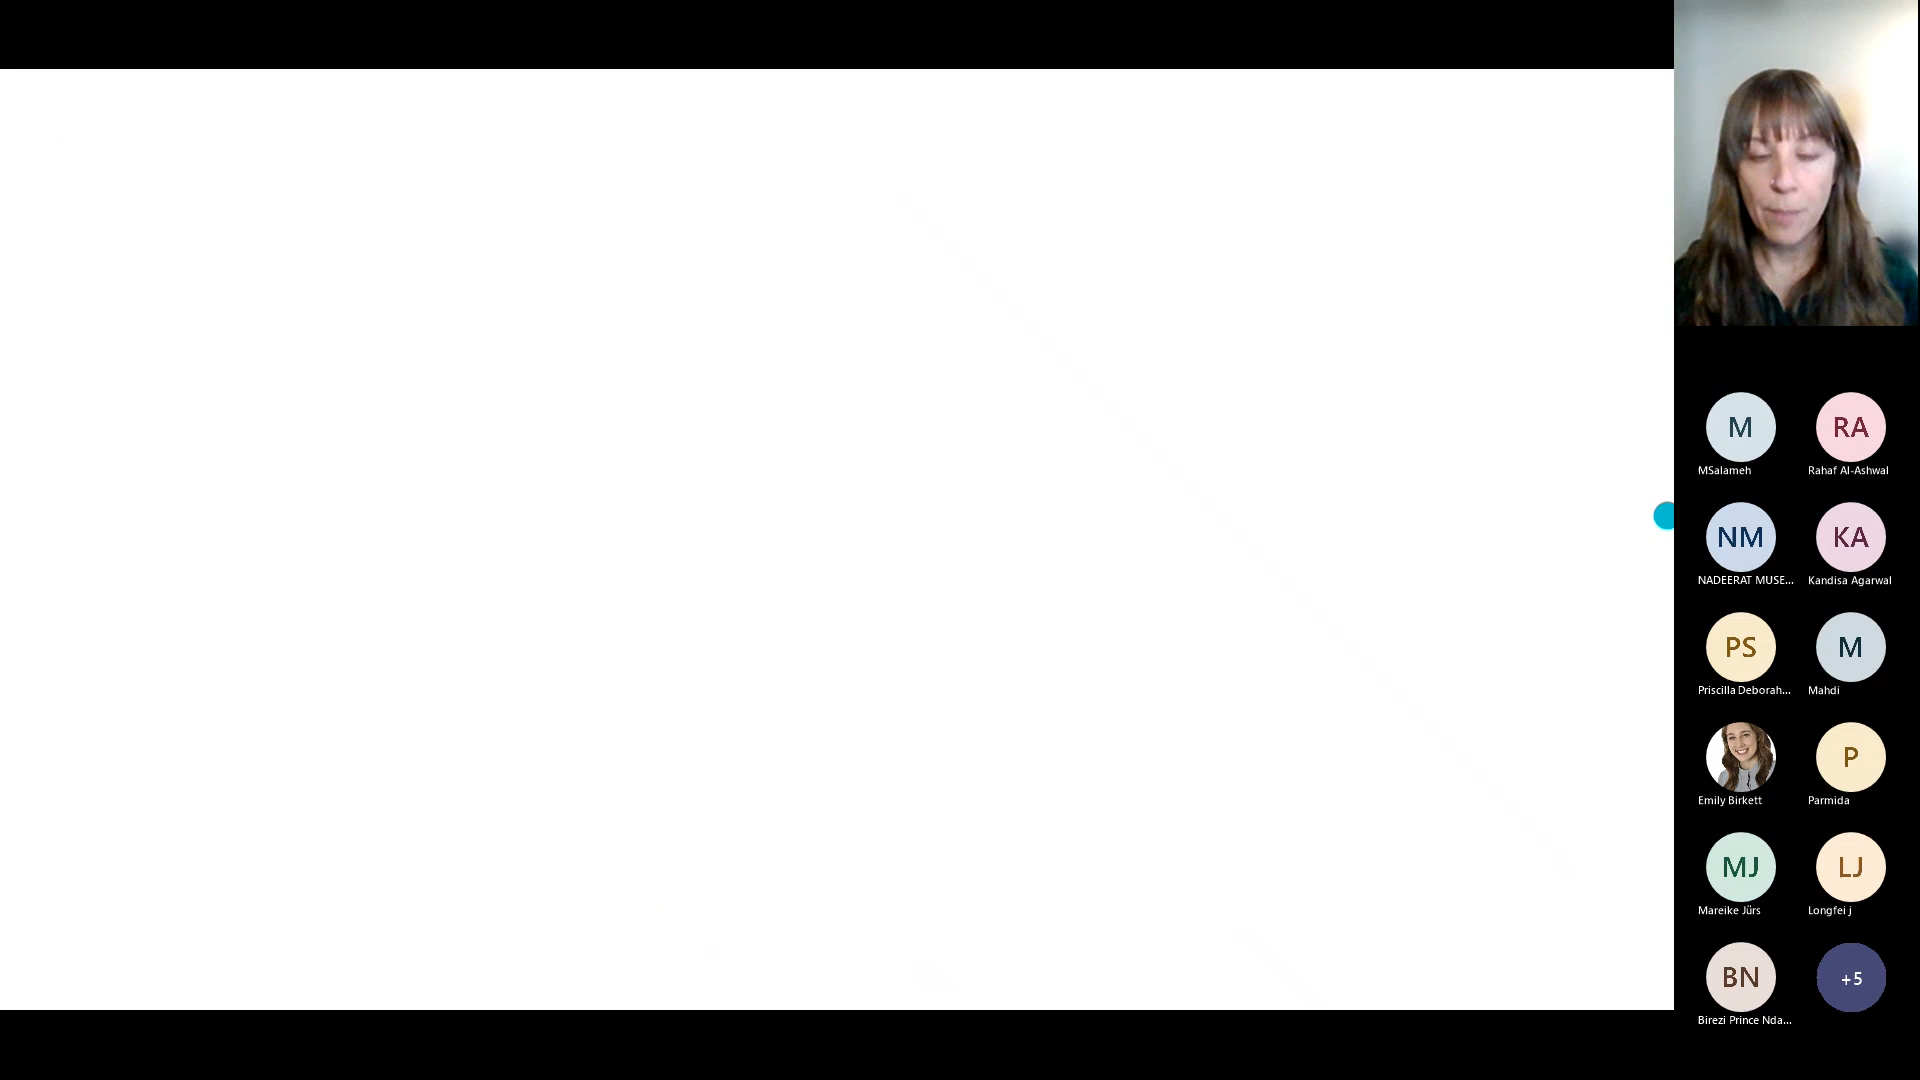 M
RA
MSalameh
Rahaf Al-Ashwal
NM
KA
NADEERAT MUSE...
Kandisa Agarwal
PS
M
Priscilla Deborah...
Mahdi
P
Emily Birkett
Parmida
MJ
LJ
Mareike Jürs
Longfei j
BN
+5
Birezi Prince Nda...